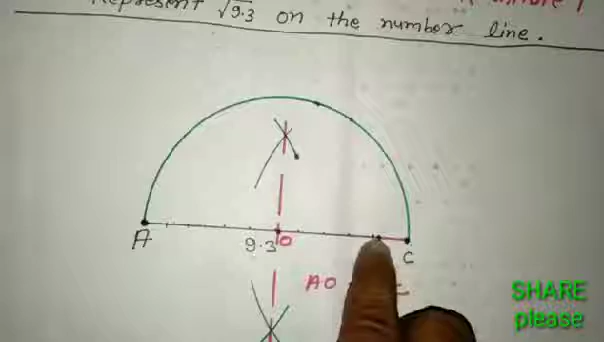 Represent √9.3 on the number line.
A
9.3
O
C
AO
SHARE
please